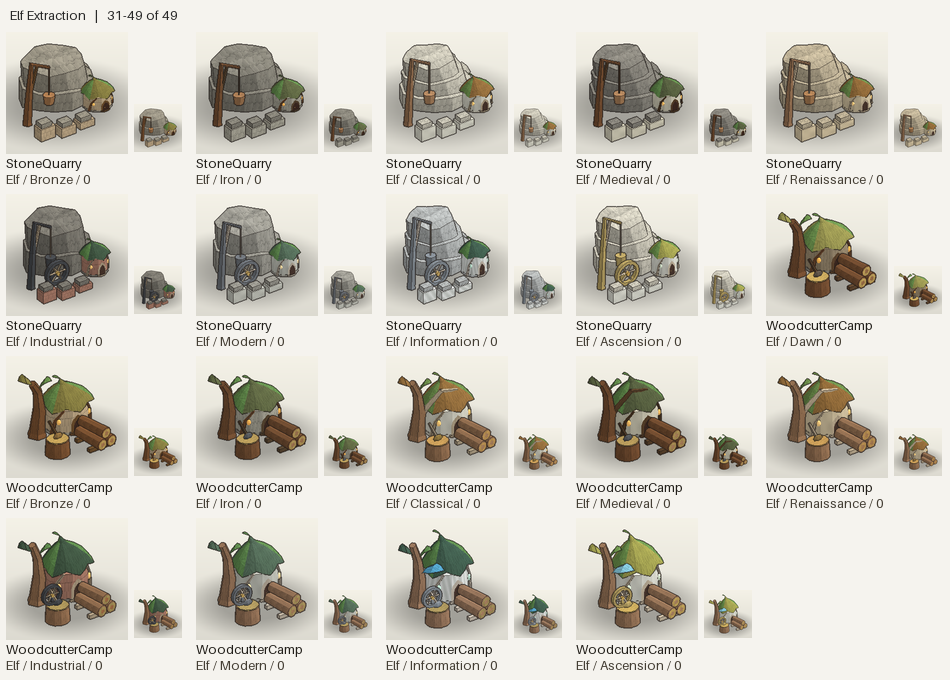 Elf Extraction | 31-49 of 49
StoneQuarry
Elf / Bronze / 0
StoneQuarry
Elf / Iron / 0
StoneQuarry
Elf / Classical / 0
StoneQuarry
Elf / Medieval / 0
StoneQuarry
Elf / Renaissance / 0
StoneQuarry
Elf / Industrial / 0
StoneQuarry
Elf / Modern / 0
StoneQuarry
Elf / Information / 0
StoneQuarry
Elf / Ascension / 0
WoodcutterCamp
Elf / Dawn / 0
WoodcutterCamp
Elf / Bronze / 0
WoodcutterCamp
Elf / Iron / 0
WoodcutterCamp
Elf / Classical / 0
WoodcutterCamp
Elf / Medieval / 0
WoodcutterCamp
Elf / Renaissance / 0
WoodcutterCamp
Elf / Industrial / 0
WoodcutterCamp
Elf / Modern / 0
WoodcutterCamp
Elf / Information / 0
WoodcutterCamp
Elf / Ascension / 0